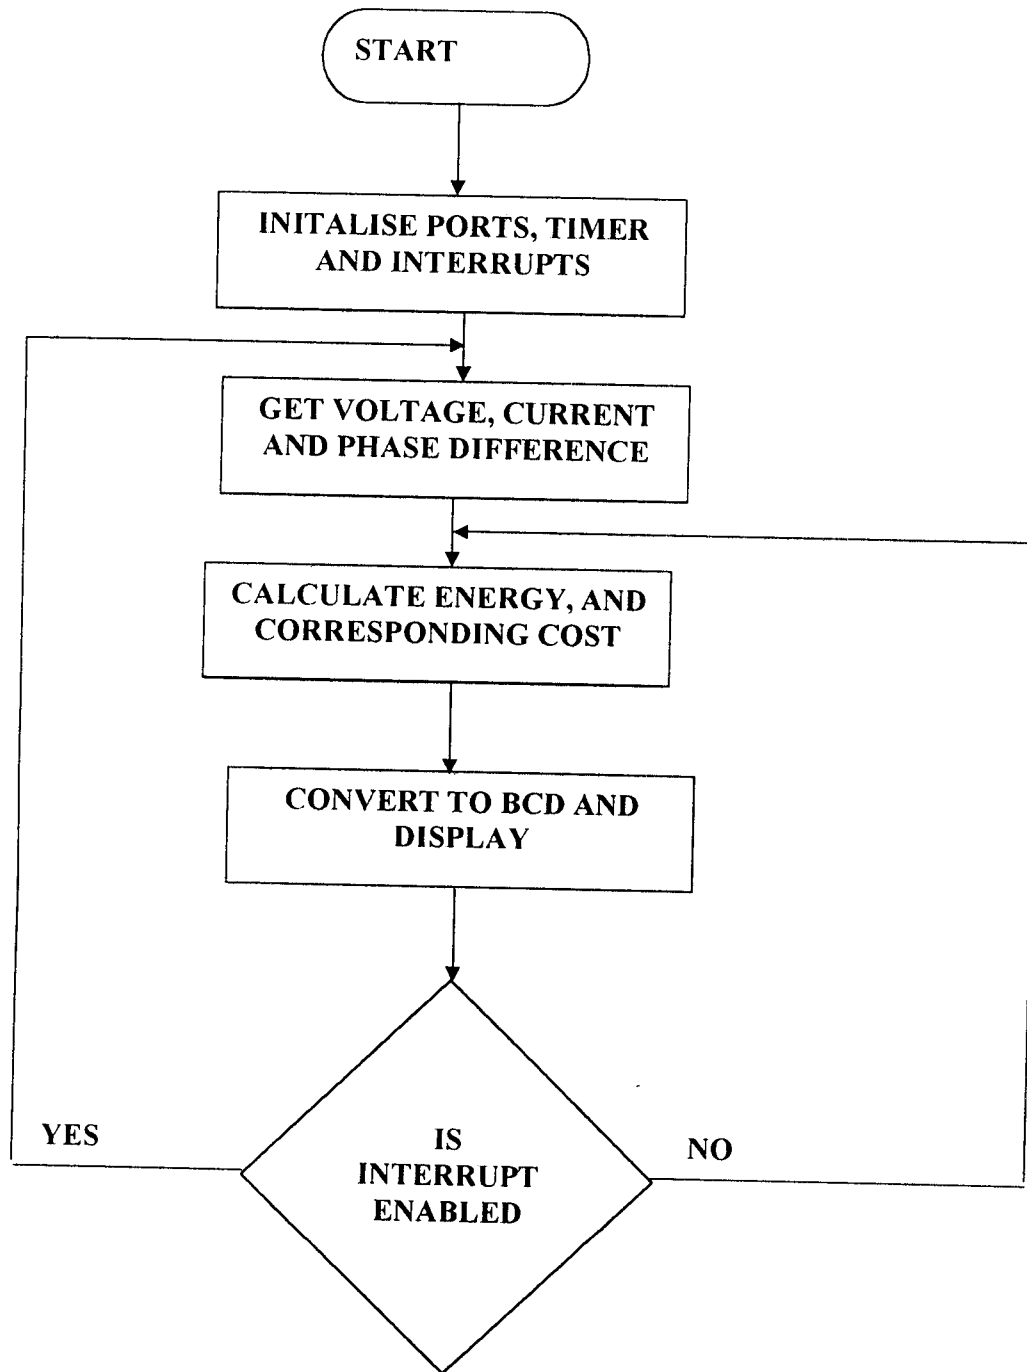 START
INITALISE PORTS, TIMER
AND INTERRUPTS
GET VOLTAGE, CURRENT
AND PHASE DIFFERENCE
CALCULATE ENERGY, AND
CORRESPONDING COST
CONVERT TO BCD AND
DISPLAY
YES
IS
INTERRUPT
ENABLED
NO